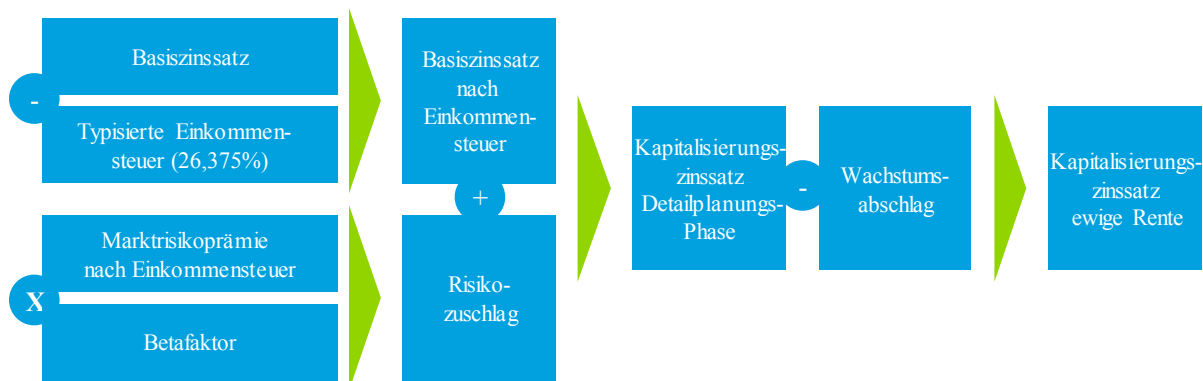 Basiszinssatz
-
Typisierte Einkommen-
steuer (26,375%)
Marktrisikoprämie
nach Einkommensteuer
X
Betafaktor
Basiszinssatz
nach
Einkommen-
steuer
+
Risiko-
zuschlag
Kapitalisierungs-
zinssatz
Detailplanungs-
Phase
-
Wachstums-
abschlag
Kapitalisierungs-
zinssatz
ewige Rente